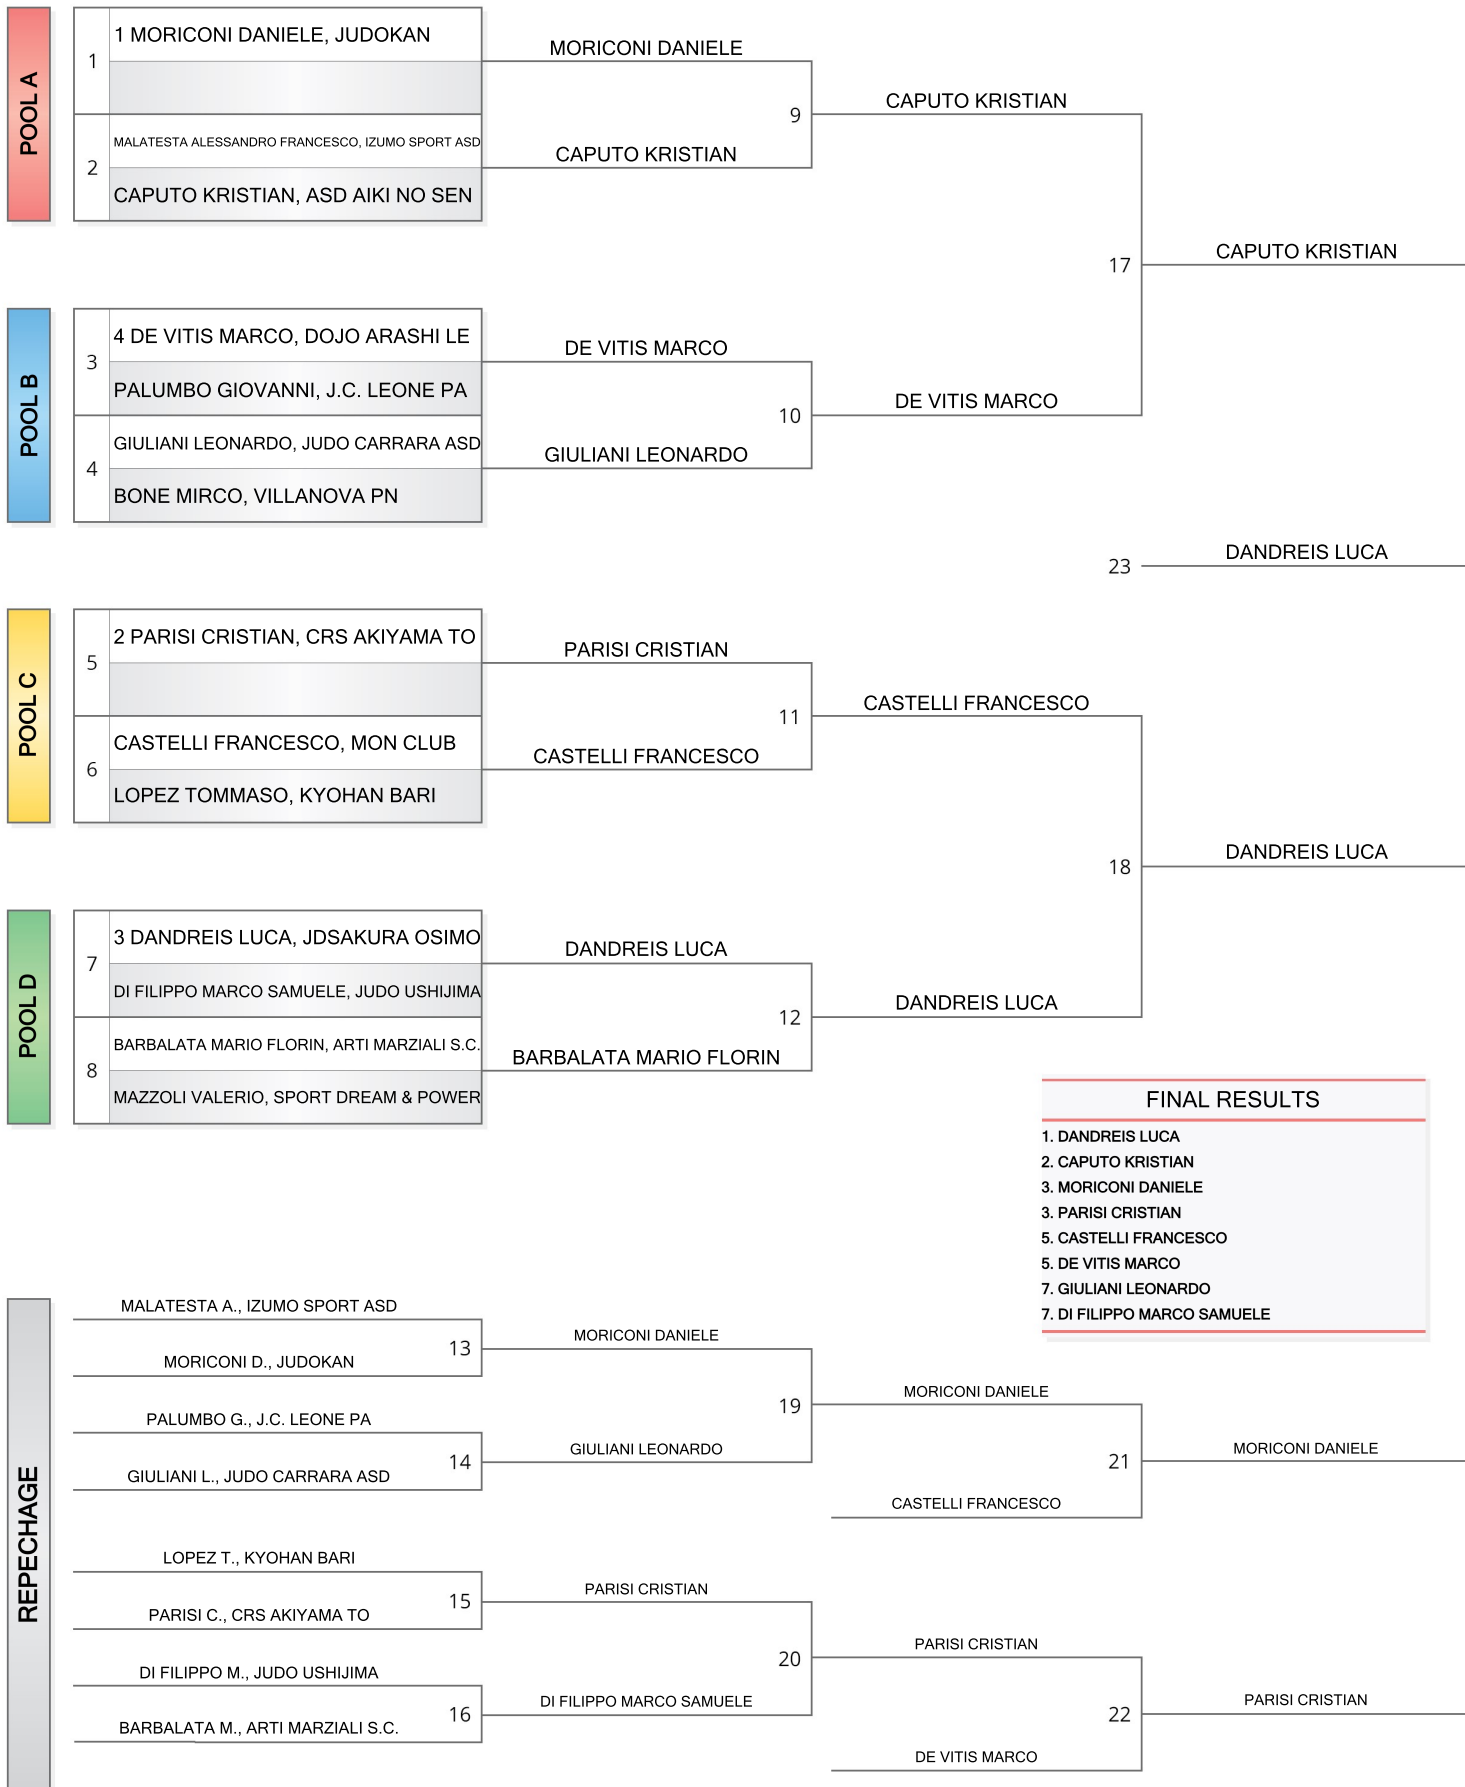 POOL A
1
1 MORICONI DANIELE, JUDOKAN
2
MALATESTA ALESSANDRO FRANCESCO, IZUMO SPORT ASD
CAPUTO KRISTIAN, ASD AIKI NO SEN
MORICONI DANIELE
9
CAPUTO KRISTIAN
CAPUTO KRISTIAN
17
CAPUTO KRISTIAN
POOL B
3
4 DE VITIS MARCO, DOJO ARASHI LE
PALUMBO GIOVANNI, J.C. LEONE PA
4
GIULIANI LEONARDO, JUDO CARRARA ASD
BONE MIRCO, VILLANOVA PN
DE VITIS MARCO
10
GIULIANI LEONARDO
DE VITIS MARCO
23
DANDREIS LUCA
POOL C
5
2 PARISI CRISTIAN, CRS AKIYAMA TO
6
CASTELLI FRANCESCO, MON CLUB
LOPEZ TOMMASO, KYOHAN BARI
PARISI CRISTIAN
11
CASTELLI FRANCESCO
CASTELLI FRANCESCO
18
DANDREIS LUCA
POOL D
7
3 DANDREIS LUCA, JDSAKURA OSIMO
DI FILIPPO MARCO SAMUELE, JUDO USHIJIMA
8
BARBALATA MARIO FLORIN, ARTI MARZIALI S.C.
MAZZOLI VALERIO, SPORT DREAM & POWER
DANDREIS LUCA
12
BARBALATA MARIO FLORIN
DANDREIS LUCA
FINAL RESULTS
1. DANDREIS LUCA
2. CAPUTO KRISTIAN
3. MORICONI DANIELE
3. PARISI CRISTIAN
5. CASTELLI FRANCESCO
5. DE VITIS MARCO
7. GIULIANI LEONARDO
7. DI FILIPPO MARCO SAMUELE
REPECHAGE
MALATESTA A., IZUMO SPORT ASD
13
MORICONI D., JUDOKAN
PALUMBO G., J.C. LEONE PA
14
GIULIANI L., JUDO CARRARA ASD
MORICONI DANIELE
19
GIULIANI LEONARDO
MORICONI DANIELE
21
CASTELLI FRANCESCO
MORICONI DANIELE
LOPEZ T., KYOHAN BARI
15
PARISI C., CRS AKIYAMA TO
DI FILIPPO M., JUDO USHIJIMA
16
BARBALATA M., ARTI MARZIALI S.C.
PARISI CRISTIAN
20
DI FILIPPO MARCO SAMUELE
PARISI CRISTIAN
22
DE VITIS MARCO
PARISI CRISTIAN